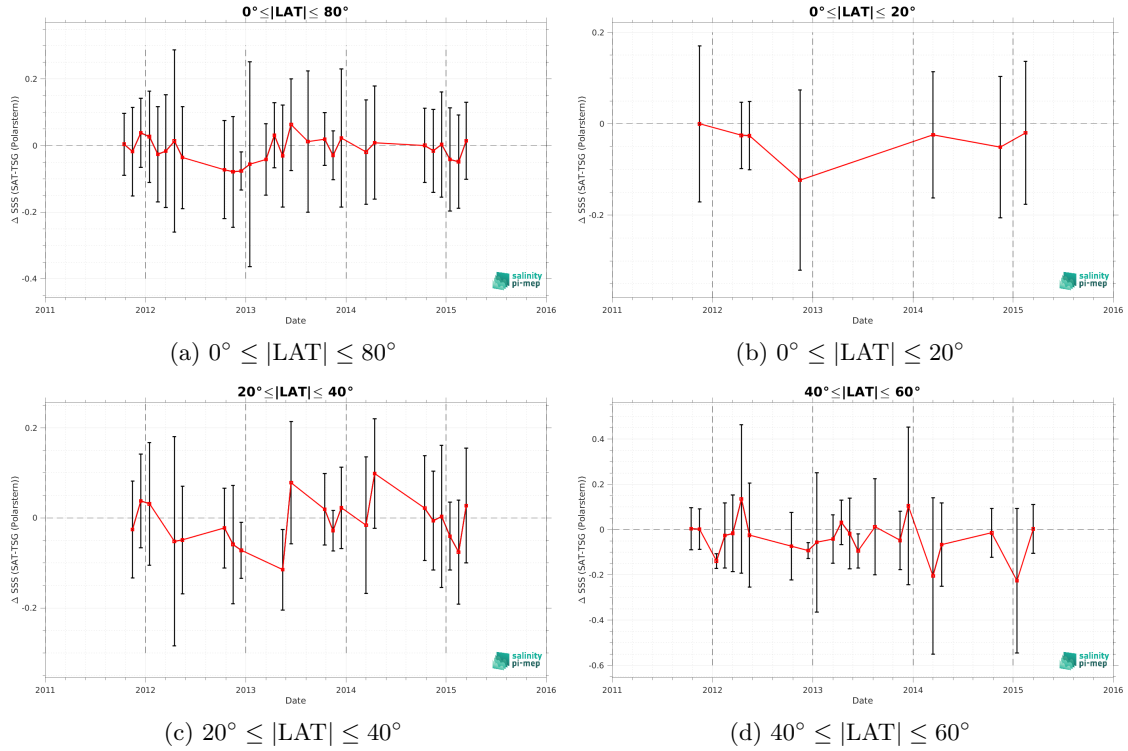 0°≤|LAT|≤ 80°
Δ SSS (SAT-TSG (Polarstern))
0.2
0
-0.2
-0.4
2011 2012 2013 2014 2015 2016
Date
salinity
pi-mep
(a) 0° ≤ |LAT| ≤ 80°
0°≤|LAT|≤ 20°
Δ SSS (SAT-TSG (Polarstern))
0.2
0
-0.2
2011 2012 2013 2014 2015 2016
Date
salinity
pi-mep
(b) 0° ≤ |LAT| ≤ 20°
20°≤|LAT|≤ 40°
Δ SSS (SAT-TSG (Polarstern))
0.2
0
-0.2
2011 2012 2013 2014 2015 2016
Date
salinity
pi-mep
(c) 20° ≤ |LAT| ≤ 40°
40°≤|LAT|≤ 60°
Δ SSS (SAT-TSG (Polarstern))
0.4
0.2
0
-0.2
-0.4
-0.6
2011 2012 2013 2014 2015 2016
Date
salinity
pi-mep
(d) 40° ≤ |LAT| ≤ 60°